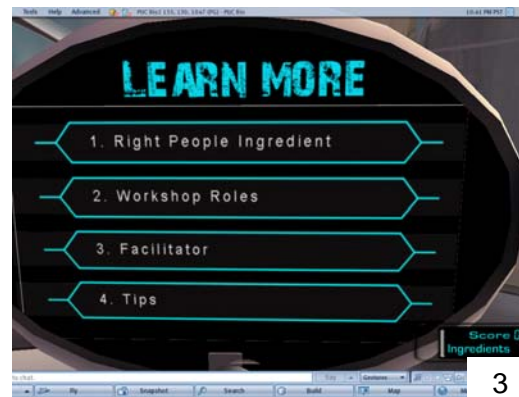 Tools Help Advanced
LEARN MORE
1. Right People Ingredient
2. Workshop Roles
3. Facilitator
4. Tips
Score
Ingredients
Fly Snapshot Search Build Map
3